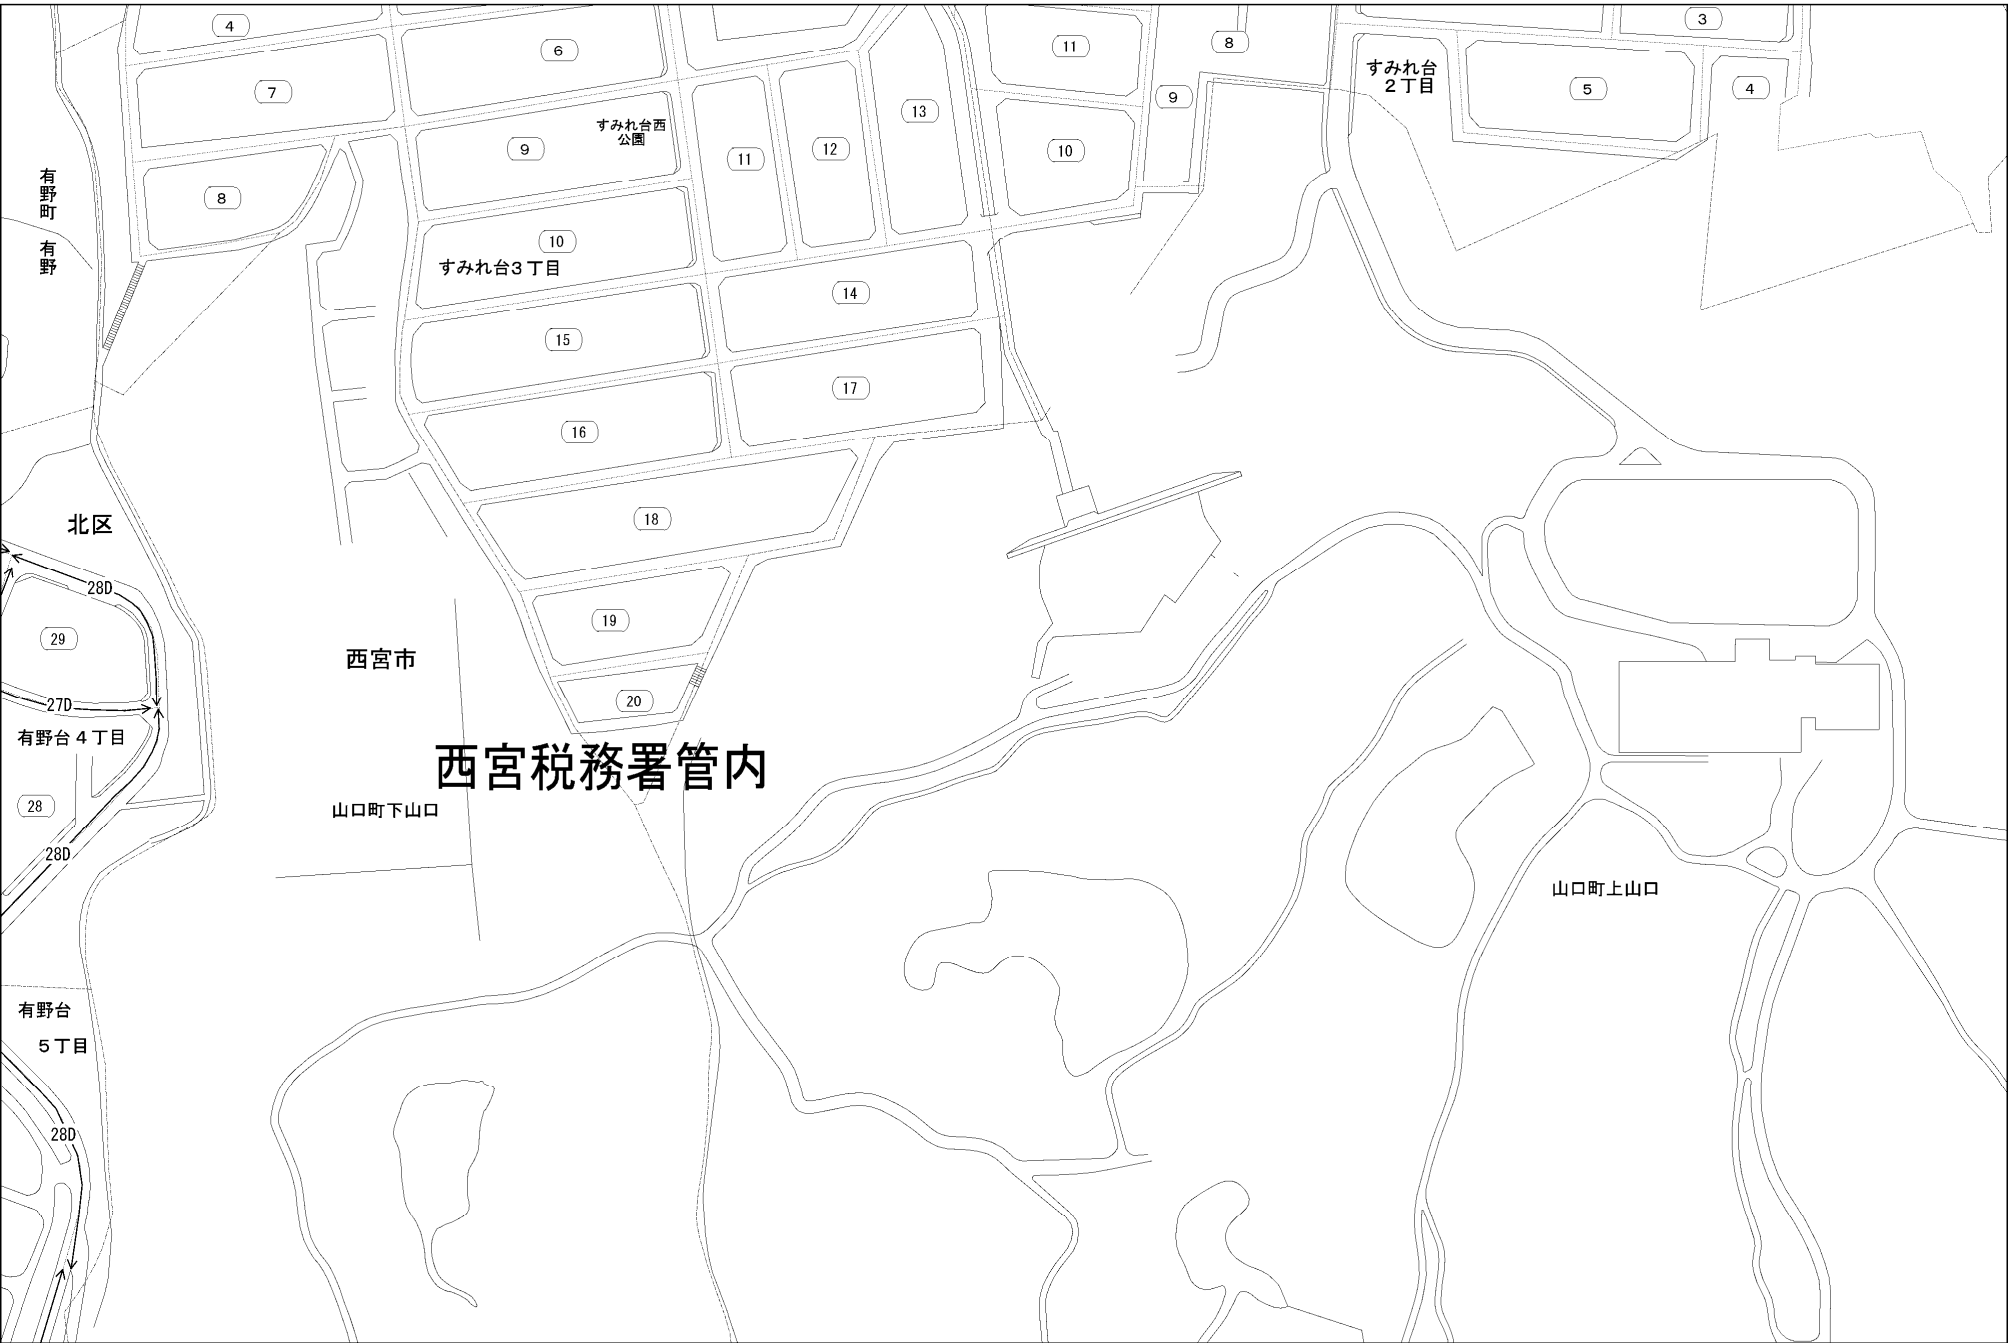 4
6
7
9
8
すみれ台西
公園
10
すみれ台3丁目
15
16
11
12
13
14
17
18
19
20
11
10
9
8
すみれ台
2丁目
5
4
3
有野町
有野
北区
28D
29
27D
有野台4丁目
28
28D
西宮市
西宮税務署管内
山口町下山口
山口町上山口
有野台
5丁目
28D